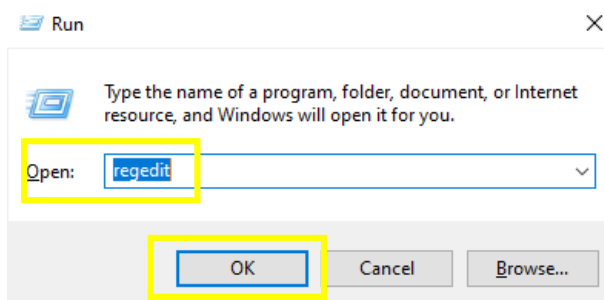 Run
Type the name of a program, folder, document, or Internet
resource, and Windows will open it for you.
Open: regedit
OK Cancel Browse...